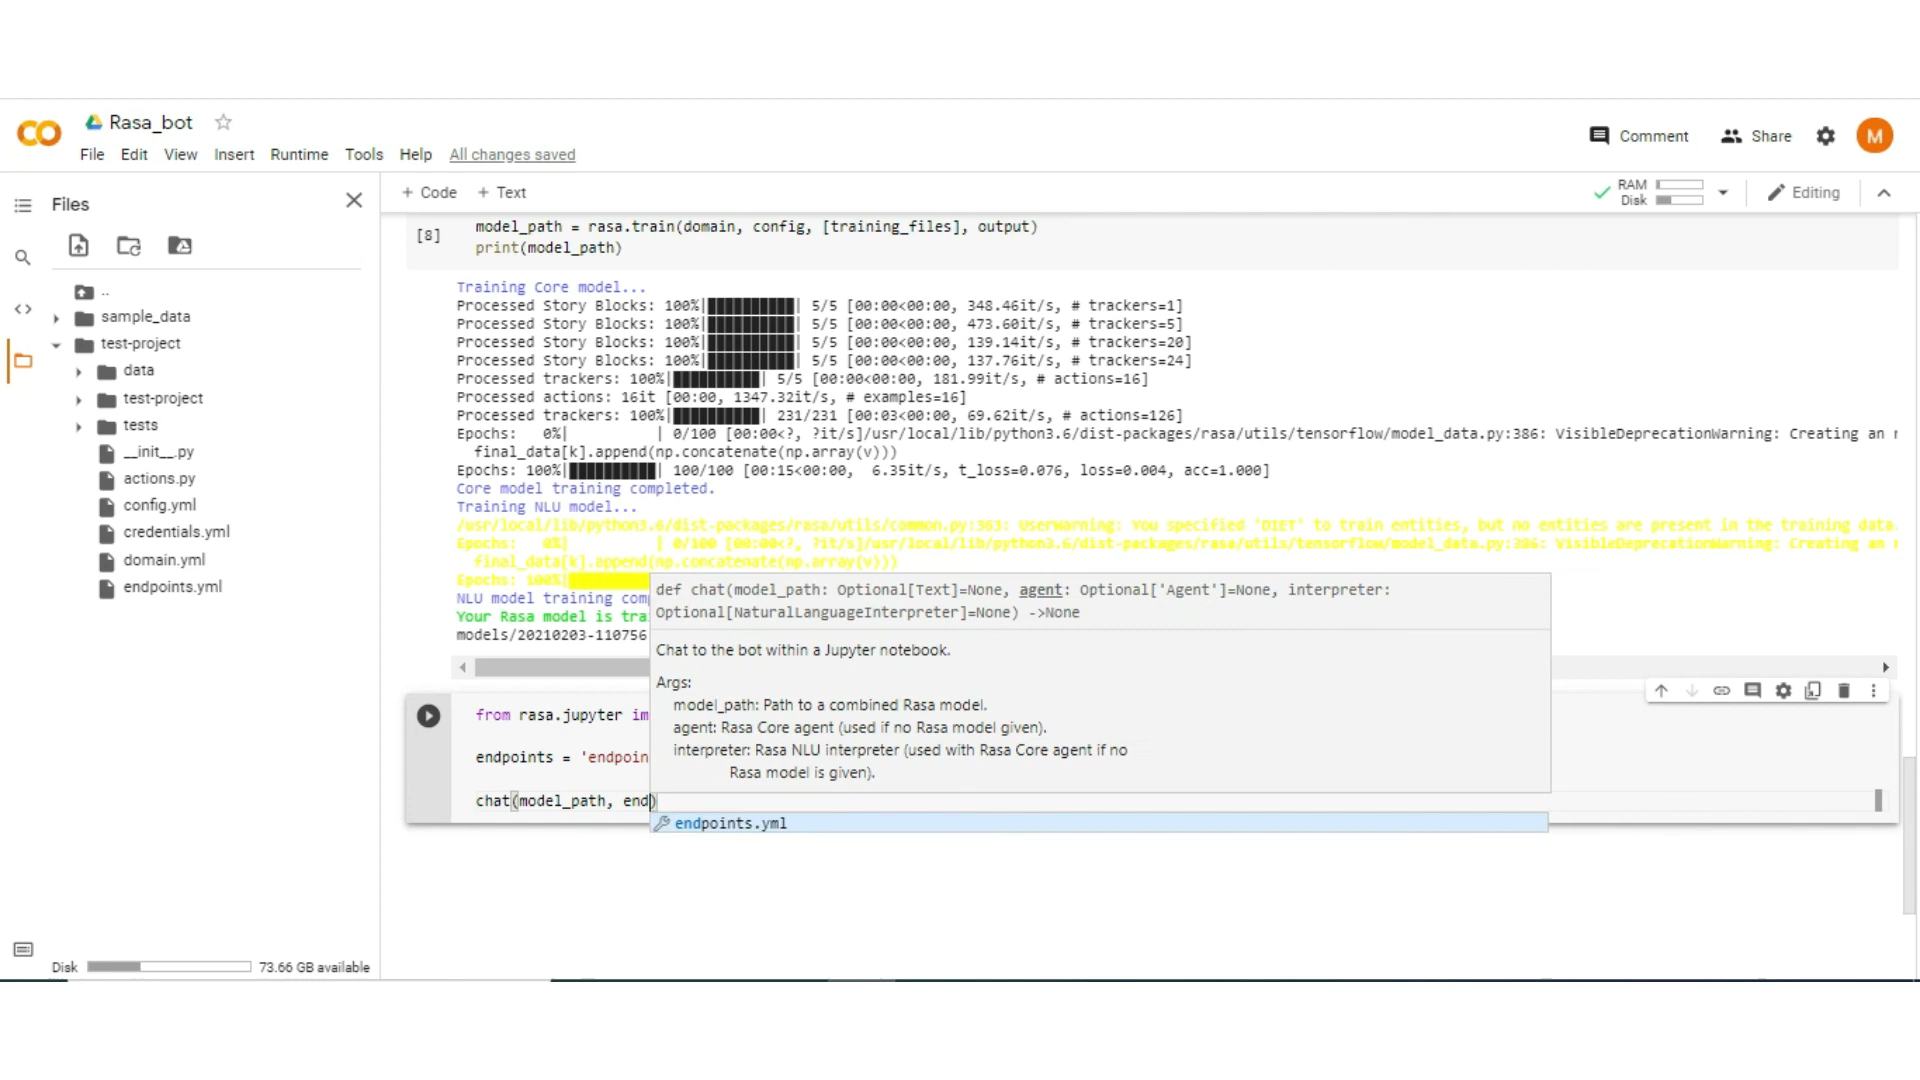 Rasa_bot
File Edit View Insert Runtime Tools Help All changes saved
Comment Share M
Files
+ Code + Text
RAM
Disk
Editing
..
sample_data
test-project
data
test-project
tests
__init__.py
actions.py
config.yml
credentials.yml
domain.yml
endpoints.yml
Disk 73.66 GB available
[8] model_path = rasa.train(domain, config, [training_files], output)
print(model_path)
Training Core model...
Processed Story Blocks: 100%|██████████| 5/5 [00:00<00:00, 348.46it/s, # trackers=1]
Processed Story Blocks: 100%|██████████| 5/5 [00:00<00:00, 473.60it/s, # trackers=5]
Processed Story Blocks: 100%|██████████| 5/5 [00:00<00:00, 139.14it/s, # trackers=20]
Processed Story Blocks: 100%|██████████| 5/5 [00:00<00:00, 137.76it/s, # trackers=24]
Processed trackers: 100%|██████████| 5/5 [00:00<00:00, 181.99it/s, # actions=16]
Processed actions: 16it [00:00, 1347.32it/s, # examples=16]
Processed trackers: 100%|██████████| 231/231 [00:03<00:00, 69.62it/s, # actions=126]
Epochs: 0%| | 0/100 [00:00<?, ?it/s]/usr/local/lib/python3.6/dist-packages/rasa/utils/tensorflow/model_data.py:386: VisibleDeprecationWarning: Creating an
final_data[k].append(np.concatenate(np.array(v)))
Epochs: 100%|██████████| 100/100 [00:15<00:00, 6.35it/s, t_loss=0.076, loss=0.004, acc=1.000]
Core model training completed.
Training NLU model...
/usr/local/lib/python3.6/dist-packages/rasa/utils/common.py:363: UserWarning: You specified 'DIET' to train entities, but no entities are present in the training data.
Epochs: 0%| | 0/100 [00:00<?, ?it/s]/usr/local/lib/python3.6/dist-packages/rasa/utils/tensorflow/model_data.py:386: VisibleDeprecationWarning: Creating an
final_data[k].append(np.concatenate(np.array(v)))
Epochs: 100%|
NLU model training com
Your Rasa model is trai
models/20210203-110756
def chat(model_path: Optional[Text]=None, agent: Optional['Agent']=None, interpreter:
Optional[NaturalLanguageInterpreter]=None) ->None
Chat to the bot within a Jupyter notebook.
Args:
model_path: Path to a combined Rasa model.
agent: Rasa Core agent (used if no Rasa model given).
interpreter: Rasa NLU interpreter (used with Rasa Core agent if no
Rasa model is given).
from rasa.jupyter im
endpoints = 'endpoin
chat(model_path, end)
endpoints.yml